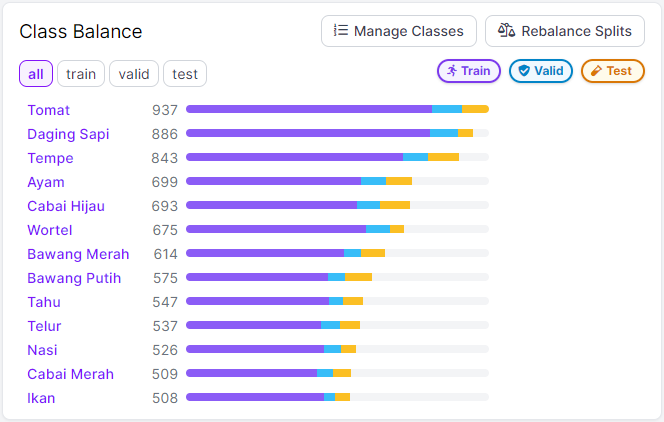 Class Balance
Manage Classes
Rebalance Splits
all train valid test
Train Valid Test
Tomat 937
Daging Sapi 886
Tempe 843
Ayam 699
Cabai Hijau 693
Wortel 675
Bawang Merah 614
Bawang Putih 575
Tahu 547
Telur 537
Nasi 526
Cabai Merah 509
Ikan 508